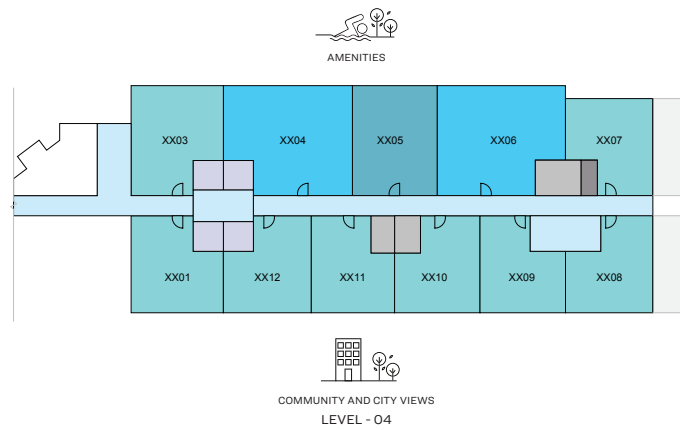 AMENITIES
XX03
XX04
XX05
XX06
XX07
XX01
XX12
XX11
XX10
XX09
XX08
COMMUNITY AND CITY VIEWS
LEVEL - 04